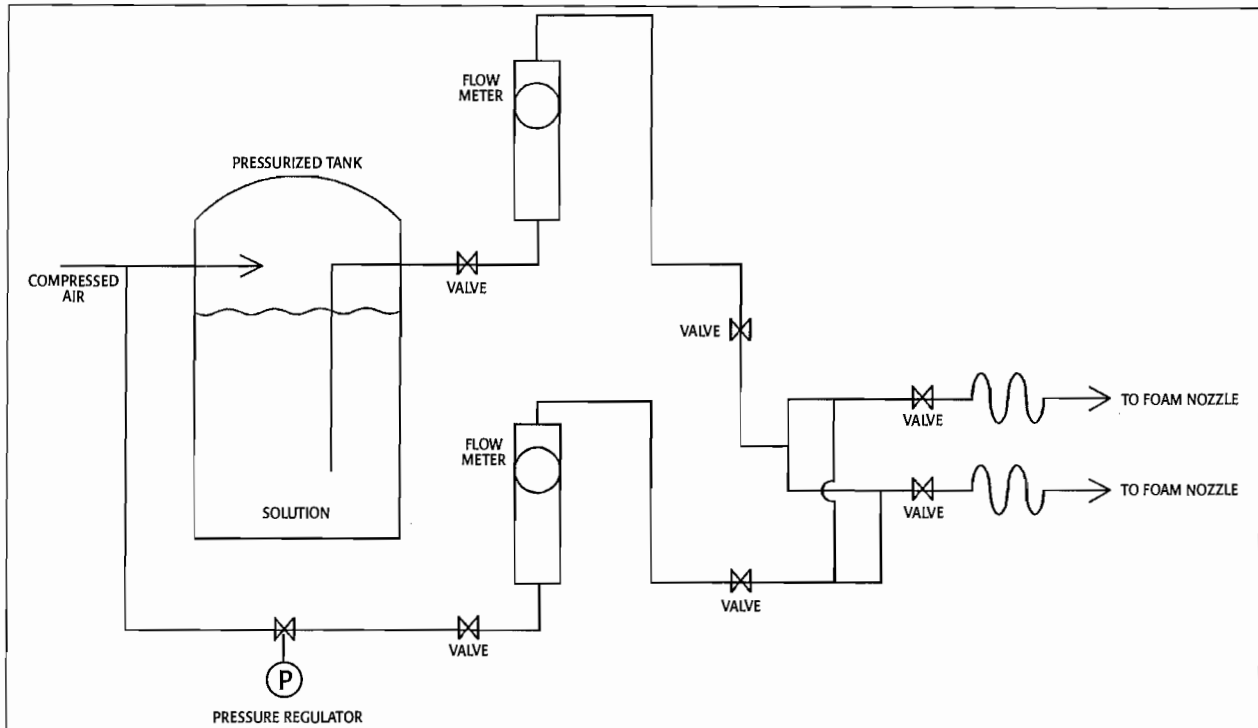 FLOW
METER
PRESSURIZED TANK
COMPRESSED
AIR
VALVE
VALVE
TO FOAM NOZZLE
VALVE
FLOW
METER
TO FOAM NOZZLE
SOLUTION
VALVE
VALVE
VALVE
P
PRESSURE REGULATOR